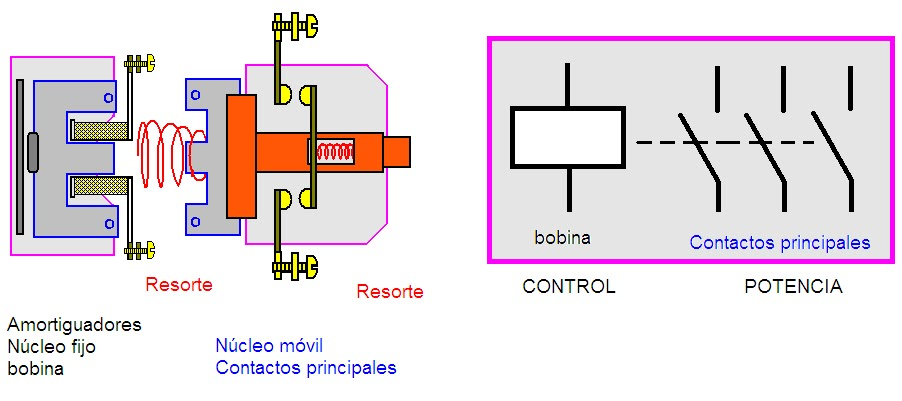 Resorte
Resorte
Amortiguadores
Núcleo fijo
bobina
Núcleo móvil
Contactos principales
bobina
Contactos principales
CONTROL
POTENCIA